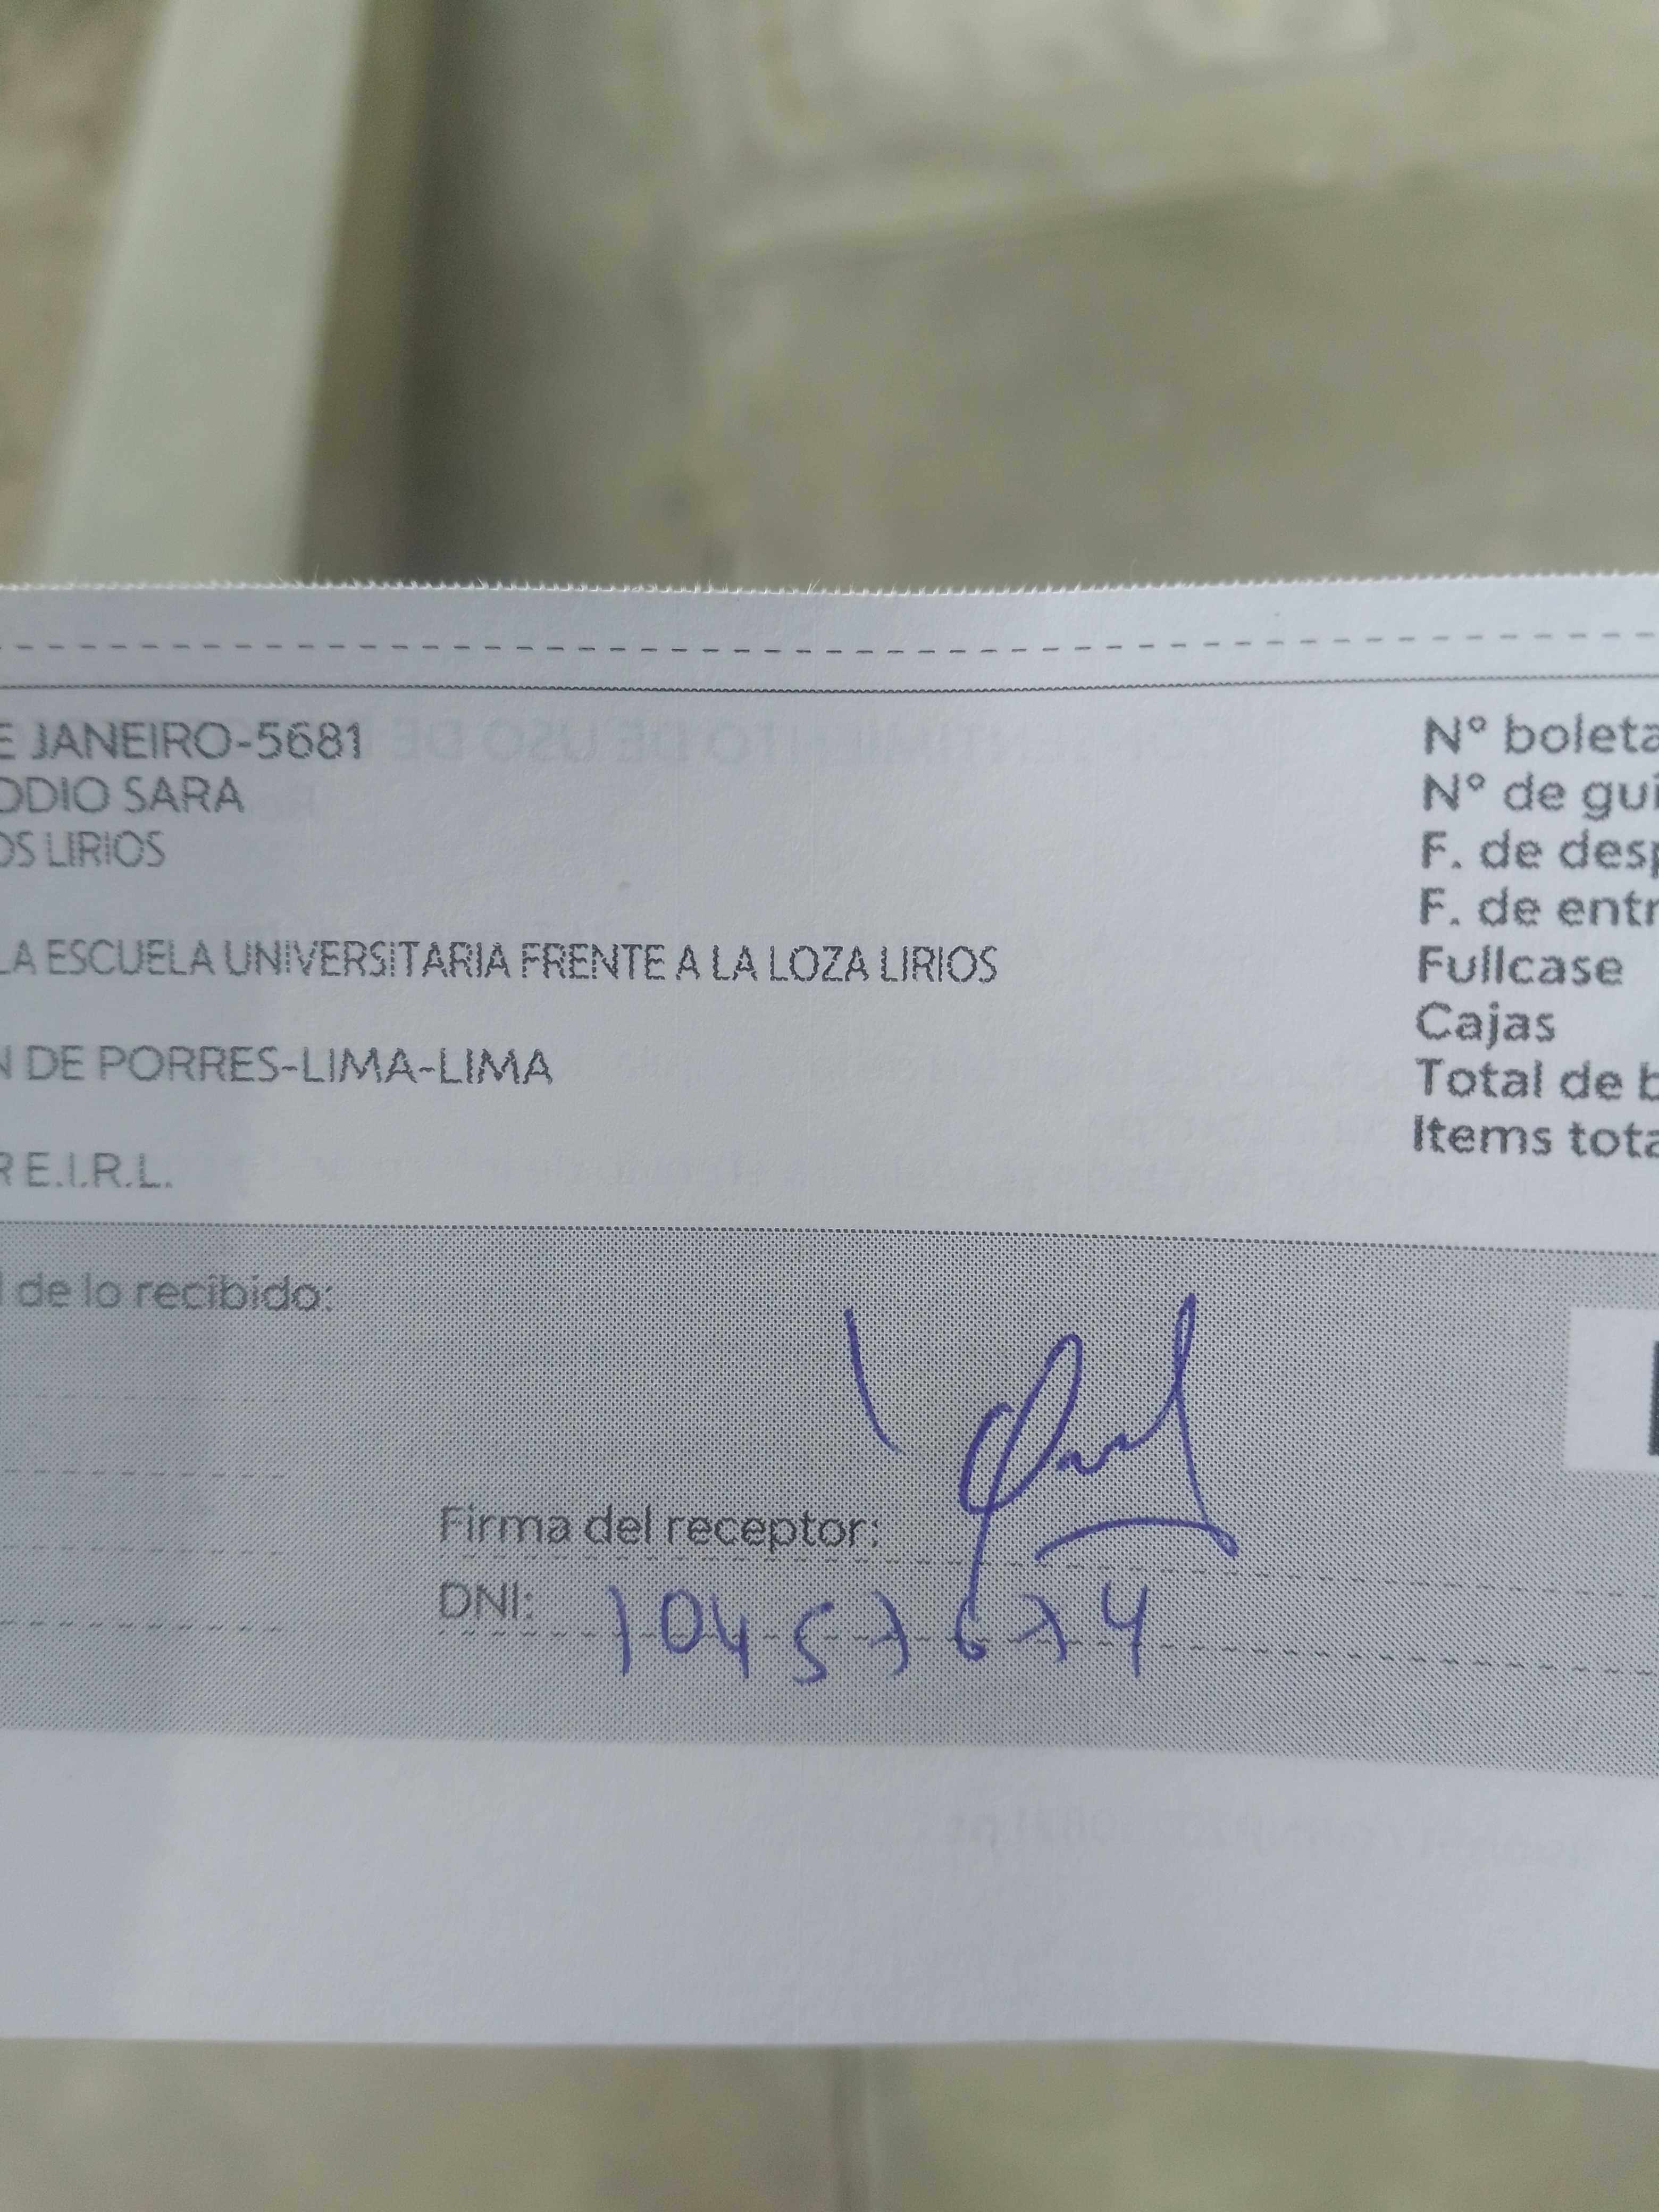 E JANEIRO-5681
ODIO SARA
OS LIRIOS
LA ESCUELA UNIVERSITARIA FRENTE A LA LOZA LIRIOS
N DE PORRES-LIMA-LIMA
R E.I.R.L.
Nº boleta
Nº de gui
F. de desp
F. de entr
Fullcase
Cajas
Total de b
Items tota
l de lo recibido:
Firma del receptor:
DNI: 10457674